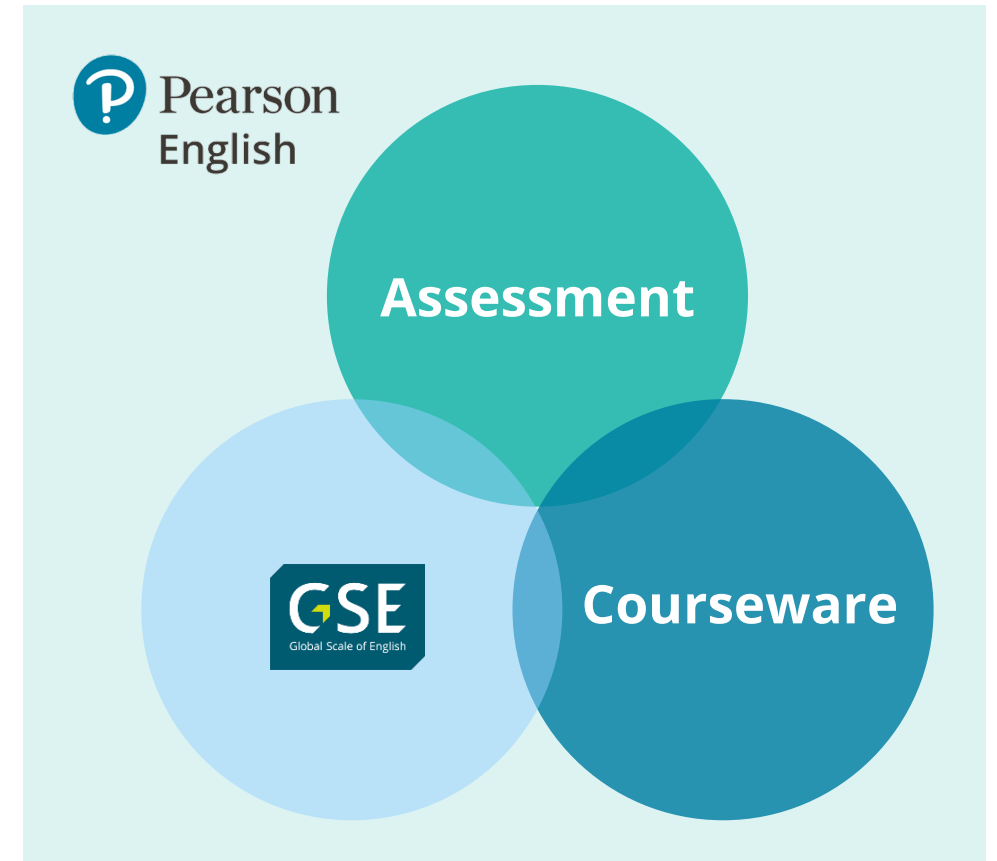 Pearson
English
Assessment
GSE
Global Scale of English
Courseware